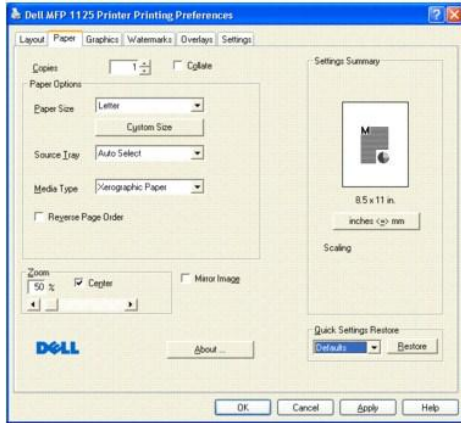 Dell MFP 1125 Printer Printing Preferences
Layout Paper Graphics Watermarks Overlays Settings
Copies 1 Collate
Paper Options
Paper Size Letter
Custom Size
Source Tray Auto Select
Media Type Xerographic Paper
Reverse Page Order
Zoom
50 % Center
Mirror Image
DELL
About ...
Settings Summary
M
8.5 x 11 in.
inches <=> mm
Scaling
Quick Settings Restore
Defaults Restore
OK Cancel Apply Help